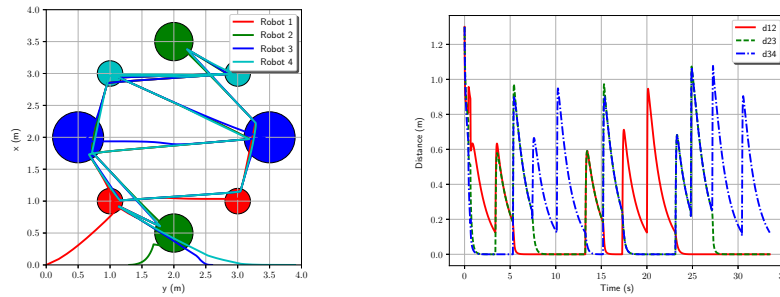 4.0
3.5
3.0
2.5
2.0
1.5
1.0
0.5
0.0
x (m)
0.0 0.5 1.0 1.5 2.0 2.5 3.0 3.5 4.0
y (m)
Robot 1
Robot 2
Robot 3
Robot 4
1.2
1.0
0.8
0.6
0.4
0.2
0.0
Distance (m)
0 5 10 15 20 25 30
Time (s)
d12
d23
d34